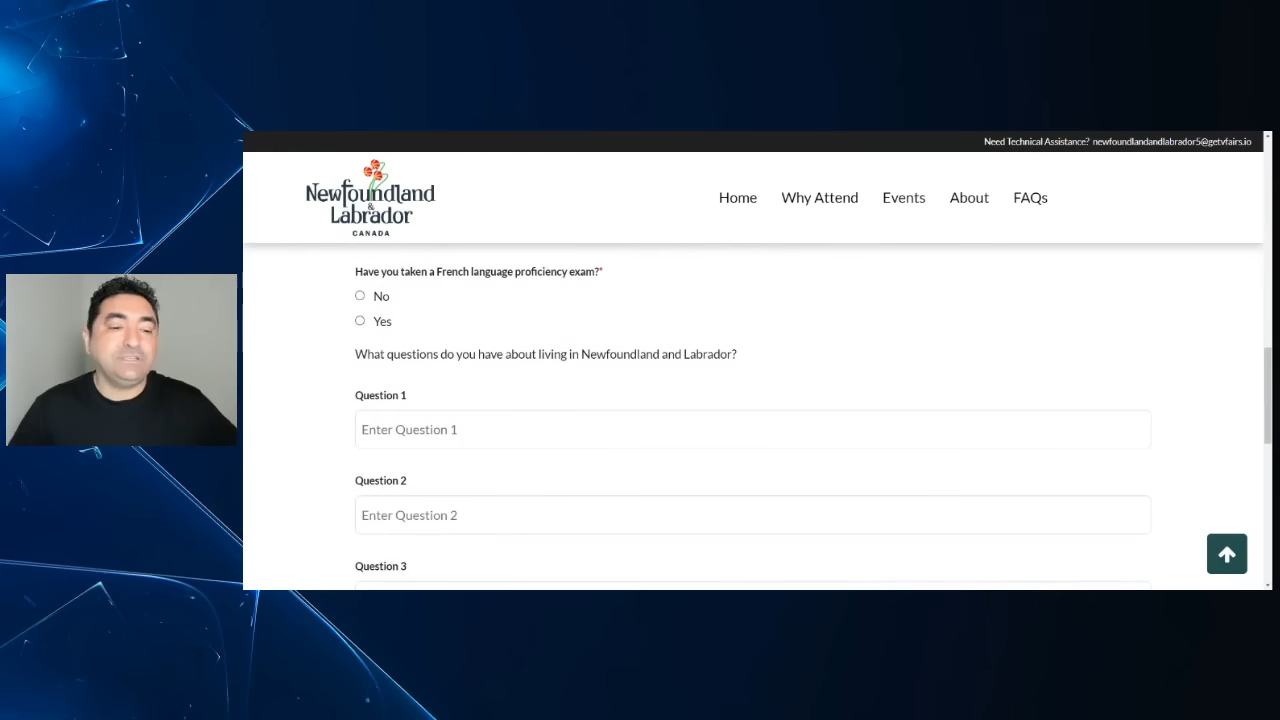 Need Technical Assistance? newfoundlandandlabrador5@getvfairs.io
Newfoundland
&
Labrador
CANADA
Home Why Attend Events About FAQs
Have you taken a French language proficiency exam?*
No
Yes
What questions do you have about living in Newfoundland and Labrador?
Question 1
Enter Question 1
Question 2
Enter Question 2
Question 3